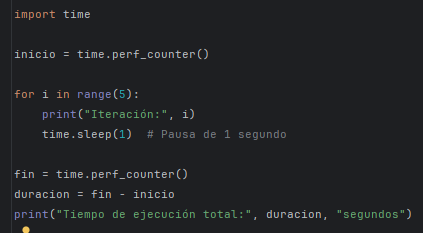 import time
inicio = time.perf_counter()
for i in range(5):
    print("Iteración:", i)
    time.sleep(1)  # Pausa de 1 segundo
fin = time.perf_counter()
duracion = fin - inicio
print("Tiempo de ejecución total:", duracion, "segundos")